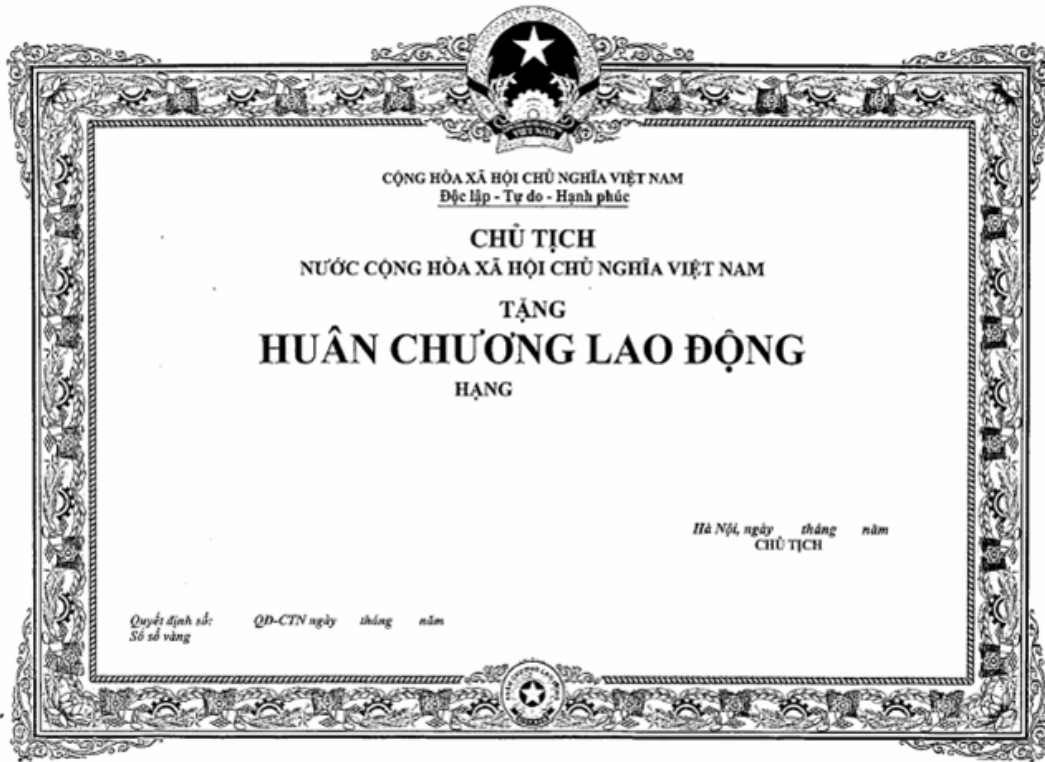 VIỆT NAM
CỘNG HÒA XÃ HỘI CHỦ NGHĨA VIỆT NAM
Độc lập - Tự do - Hạnh phúc
CHỦ TỊCH
NƯỚC CỘNG HÒA XÃ HỘI CHỦ NGHĨA VIỆT NAM
TẶNG
HUÂN CHƯƠNG LAO ĐỘNG
HẠNG
Hà Nội, ngày tháng năm
CHỦ TỊCH
Quyết định số: QĐ-CTN ngày tháng năm
Số sổ vàng